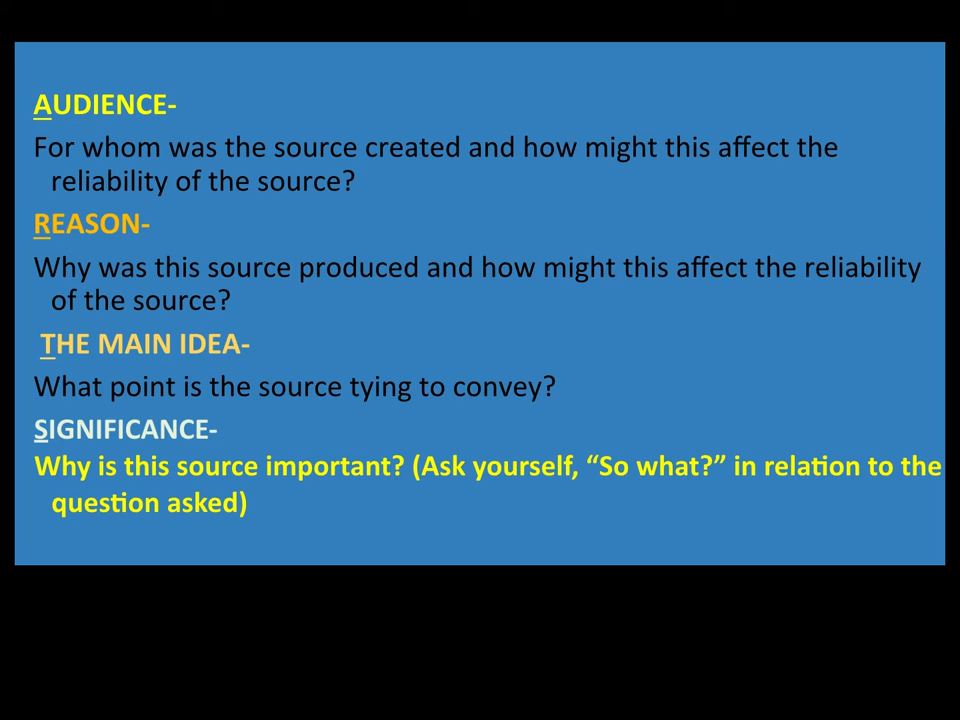 AUDIENCE-
For whom was the source created and how might this affect the
reliability of the source?
REASON-
Why was this source produced and how might this affect the reliability
of the source?
THE MAIN IDEA-
What point is the source tying to convey?
SIGNIFICANCE-
Why is this source important? (Ask yourself, “So what?” in relation to the
question asked)